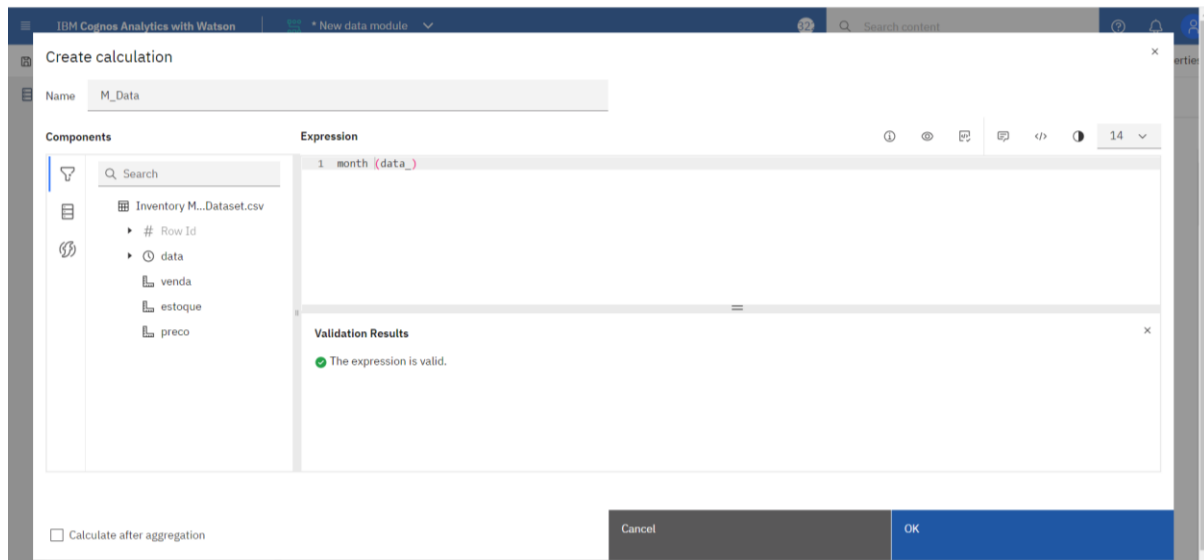 IBM Cognos Analytics with Watson
* New data module
Search content
Create calculation
erties
Name
M_Data
Components
Expression
14
Search
1 month (data_)
Inventory M...Dataset.csv
# Row Id
data
venda
estoque
preco
Validation Results
The expression is valid.
Calculate after aggregation
Cancel
OK